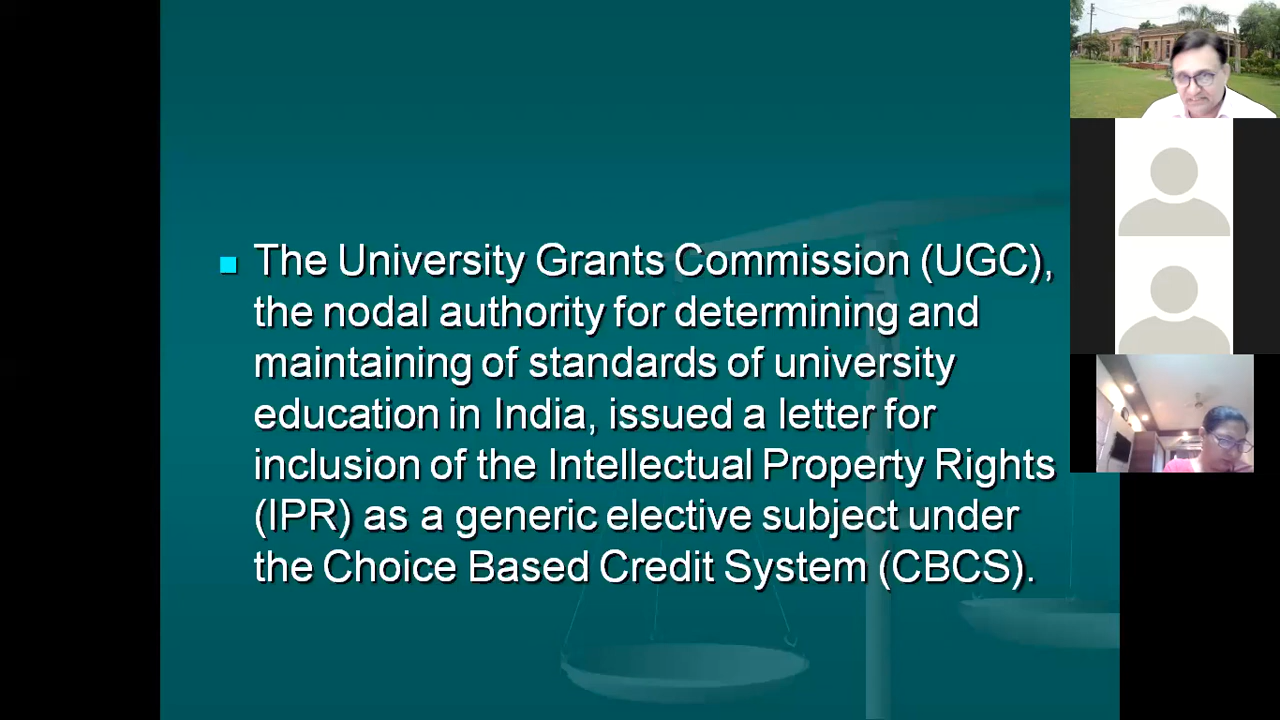 The University Grants Commission (UGC),
the nodal authority for determining and
maintaining of standards of university
education in India, issued a letter for
inclusion of the Intellectual Property Rights
(IPR) as a generic elective subject under
the Choice Based Credit System (CBCS).